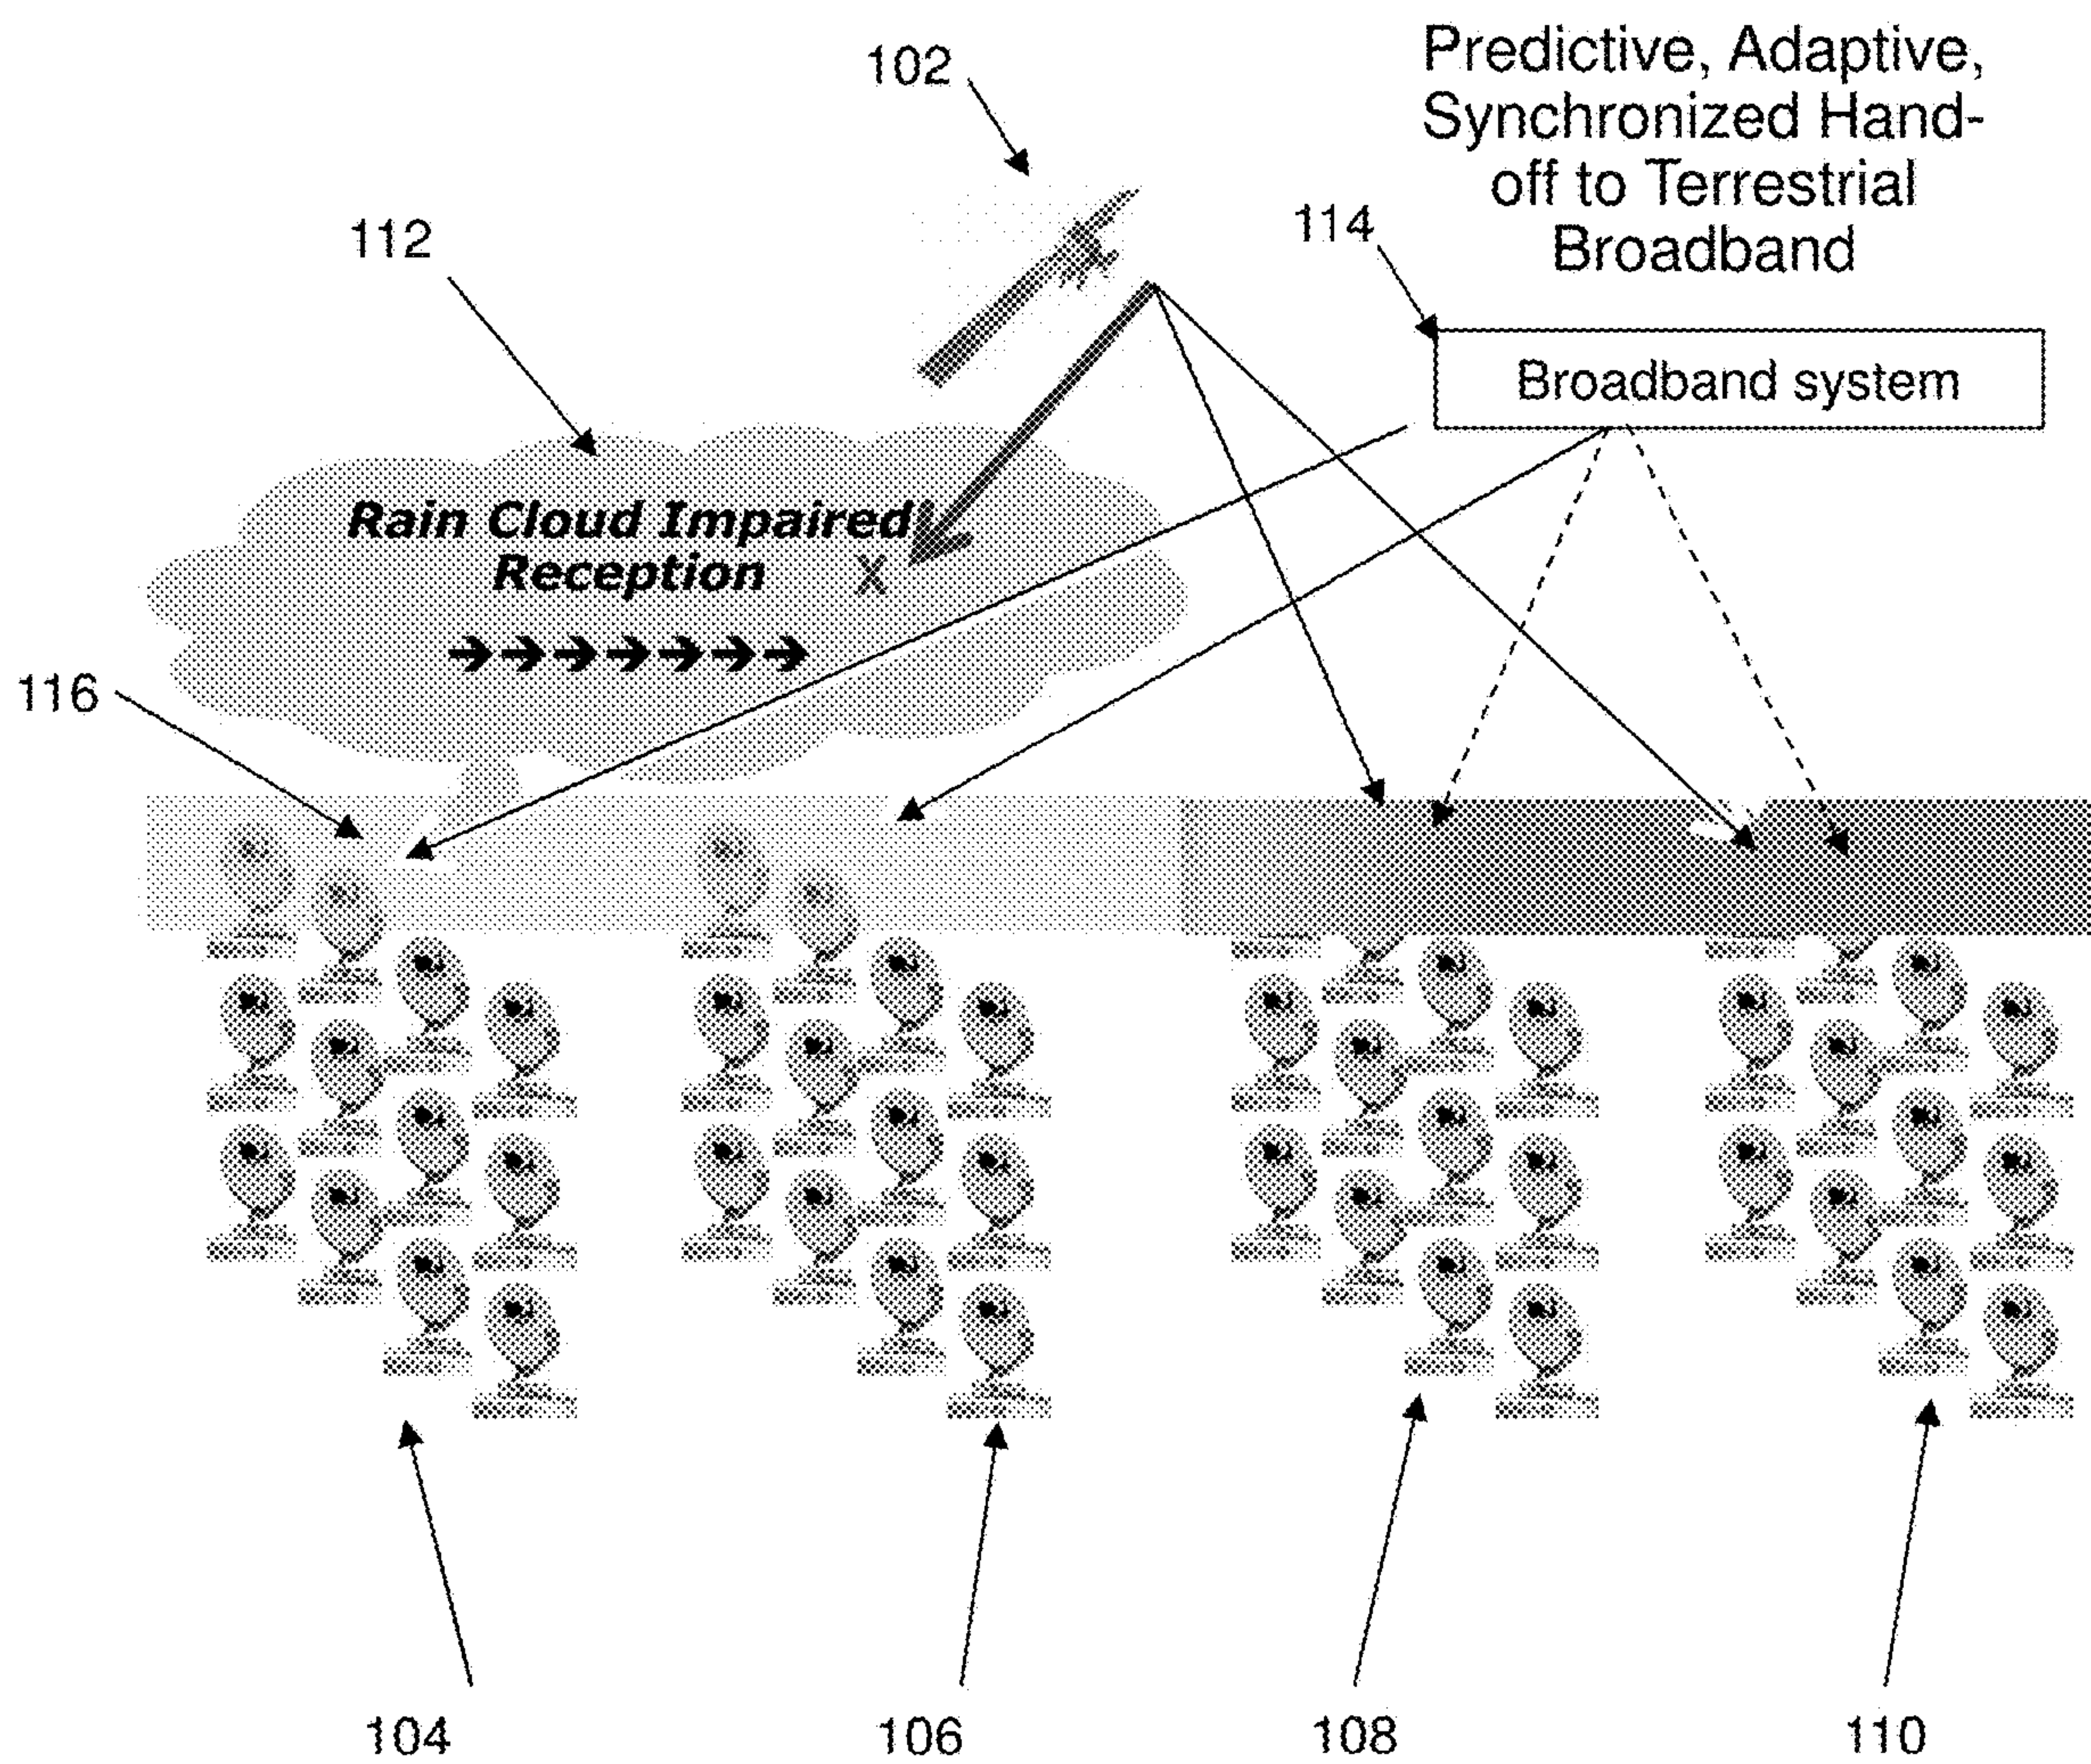 102
Predictive, Adaptive,
Synchronized Hand-
off to Terrestrial
Broadband
112
114
Broadband system
Rain Cloud Impaired
Reception X
116
104
106
108
110